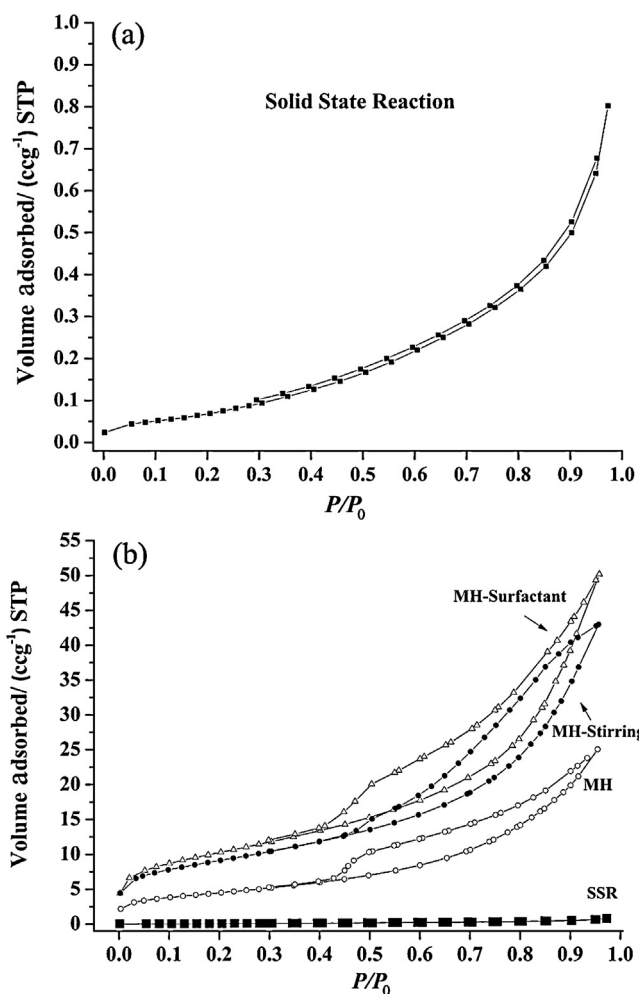 (a)
Solid State Reaction
Volume adsorbed/ (ccg⁻¹) STP
1.0
0.9
0.8
0.7
0.6
0.5
0.4
0.3
0.2
0.1
0.0
0.0 0.1 0.2 0.3 0.4 0.5 0.6 0.7 0.8 0.9 1.0
P/P₀
(b)
Volume adsorbed/ (ccg⁻¹) STP
55
50
45
40
35
30
25
20
15
10
5
0
MH-Surfactant
MH-Stirring
MH
SSR
0.0 0.1 0.2 0.3 0.4 0.5 0.6 0.7 0.8 0.9 1.0
P/P₀